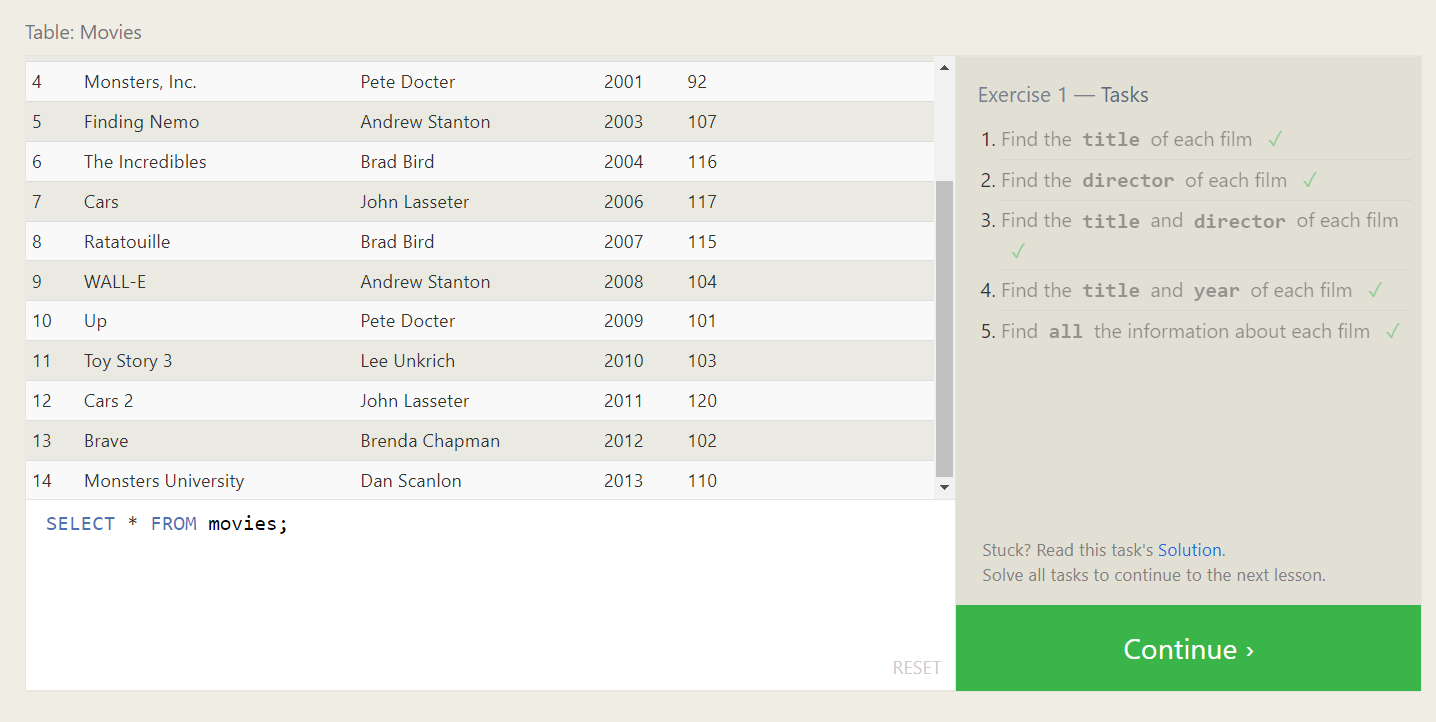 Table: Movies
4 Monsters, Inc. Pete Docter 2001 92
5 Finding Nemo Andrew Stanton 2003 107
6 The Incredibles Brad Bird 2004 116
7 Cars John Lasseter 2006 117
8 Ratatouille Brad Bird 2007 115
9 WALL-E Andrew Stanton 2008 104
10 Up Pete Docter 2009 101
11 Toy Story 3 Lee Unkrich 2010 103
12 Cars 2 John Lasseter 2011 120
13 Brave Brenda Chapman 2012 102
14 Monsters University Dan Scanlon 2013 110
SELECT * FROM movies;
RESET
Exercise 1 — Tasks
1. Find the title of each film ✓
2. Find the director of each film ✓
3. Find the title and director of each film
✓
4. Find the title and year of each film ✓
5. Find all the information about each film ✓
Stuck? Read this task's Solution.
Solve all tasks to continue to the next lesson.
Continue ›